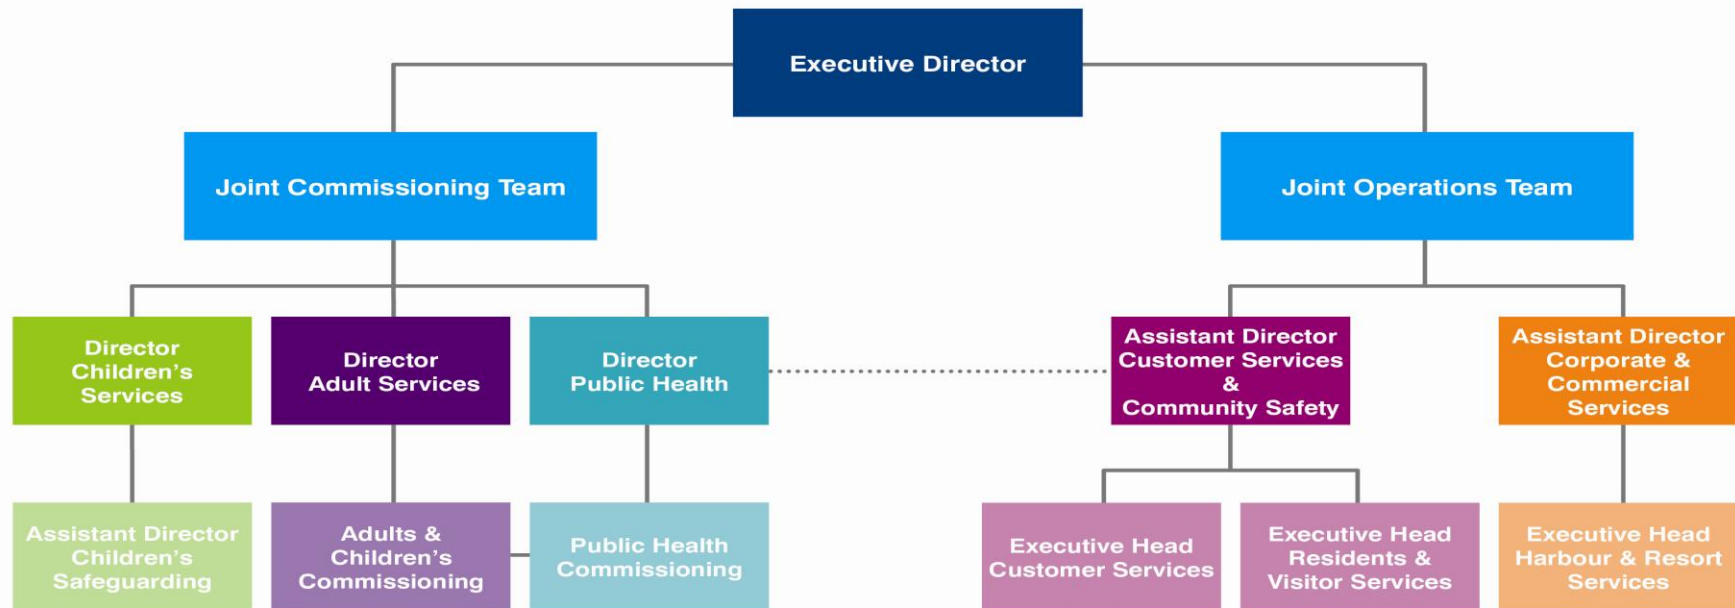 Executive Director
Joint Commissioning Team
Joint Operations Team
Director
Children's
Services
Director
Adult Services
Director
Public Health
Assistant Director
Customer Services
&
Community Safety
Assistant Director
Corporate &
Commercial
Services
Assistant Director
Children's
Safeguarding
Adults &
Children's
Commissioning
Public Health
Commissioning
Executive Head
Customer Services
Executive Head
Residents &
Visitor Services
Executive Head
Harbour & Resort
Services